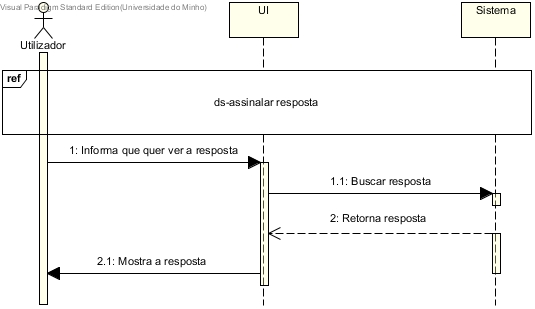 Visual Paradigm Standard Edition(Universidade do Minho)
UI
Sistema
Utilizador
ref
ds-assinalar resposta
1: Informa que quer ver a resposta
1.1: Buscar resposta
2: Retorna resposta
2.1: Mostra a resposta